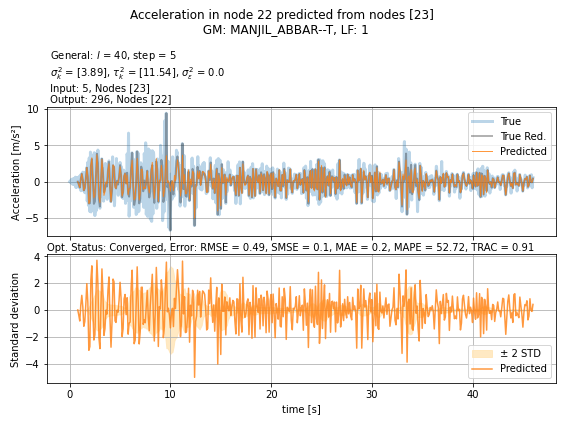 Acceleration in node 22 predicted from nodes [23]
GM: MANJIL_ABBAR--T, LF: 1
General: l = 40, step = 5
σ²ₖ = [3.89], τ²ₖ = [11.54], σ²ε = 0.0
Input: 5, Nodes [23]
Output: 296, Nodes [22]
10
5
0
−5
Acceleration [m/s²]
True
True Red.
Predicted
Opt. Status: Converged, Error: RMSE = 0.49, SMSE = 0.1, MAE = 0.2, MAPE = 52.72, TRAC = 0.91
4
2
0
−2
−4
Standard deviation
± 2 STD
Predicted
0 10 20 30 40
time [s]